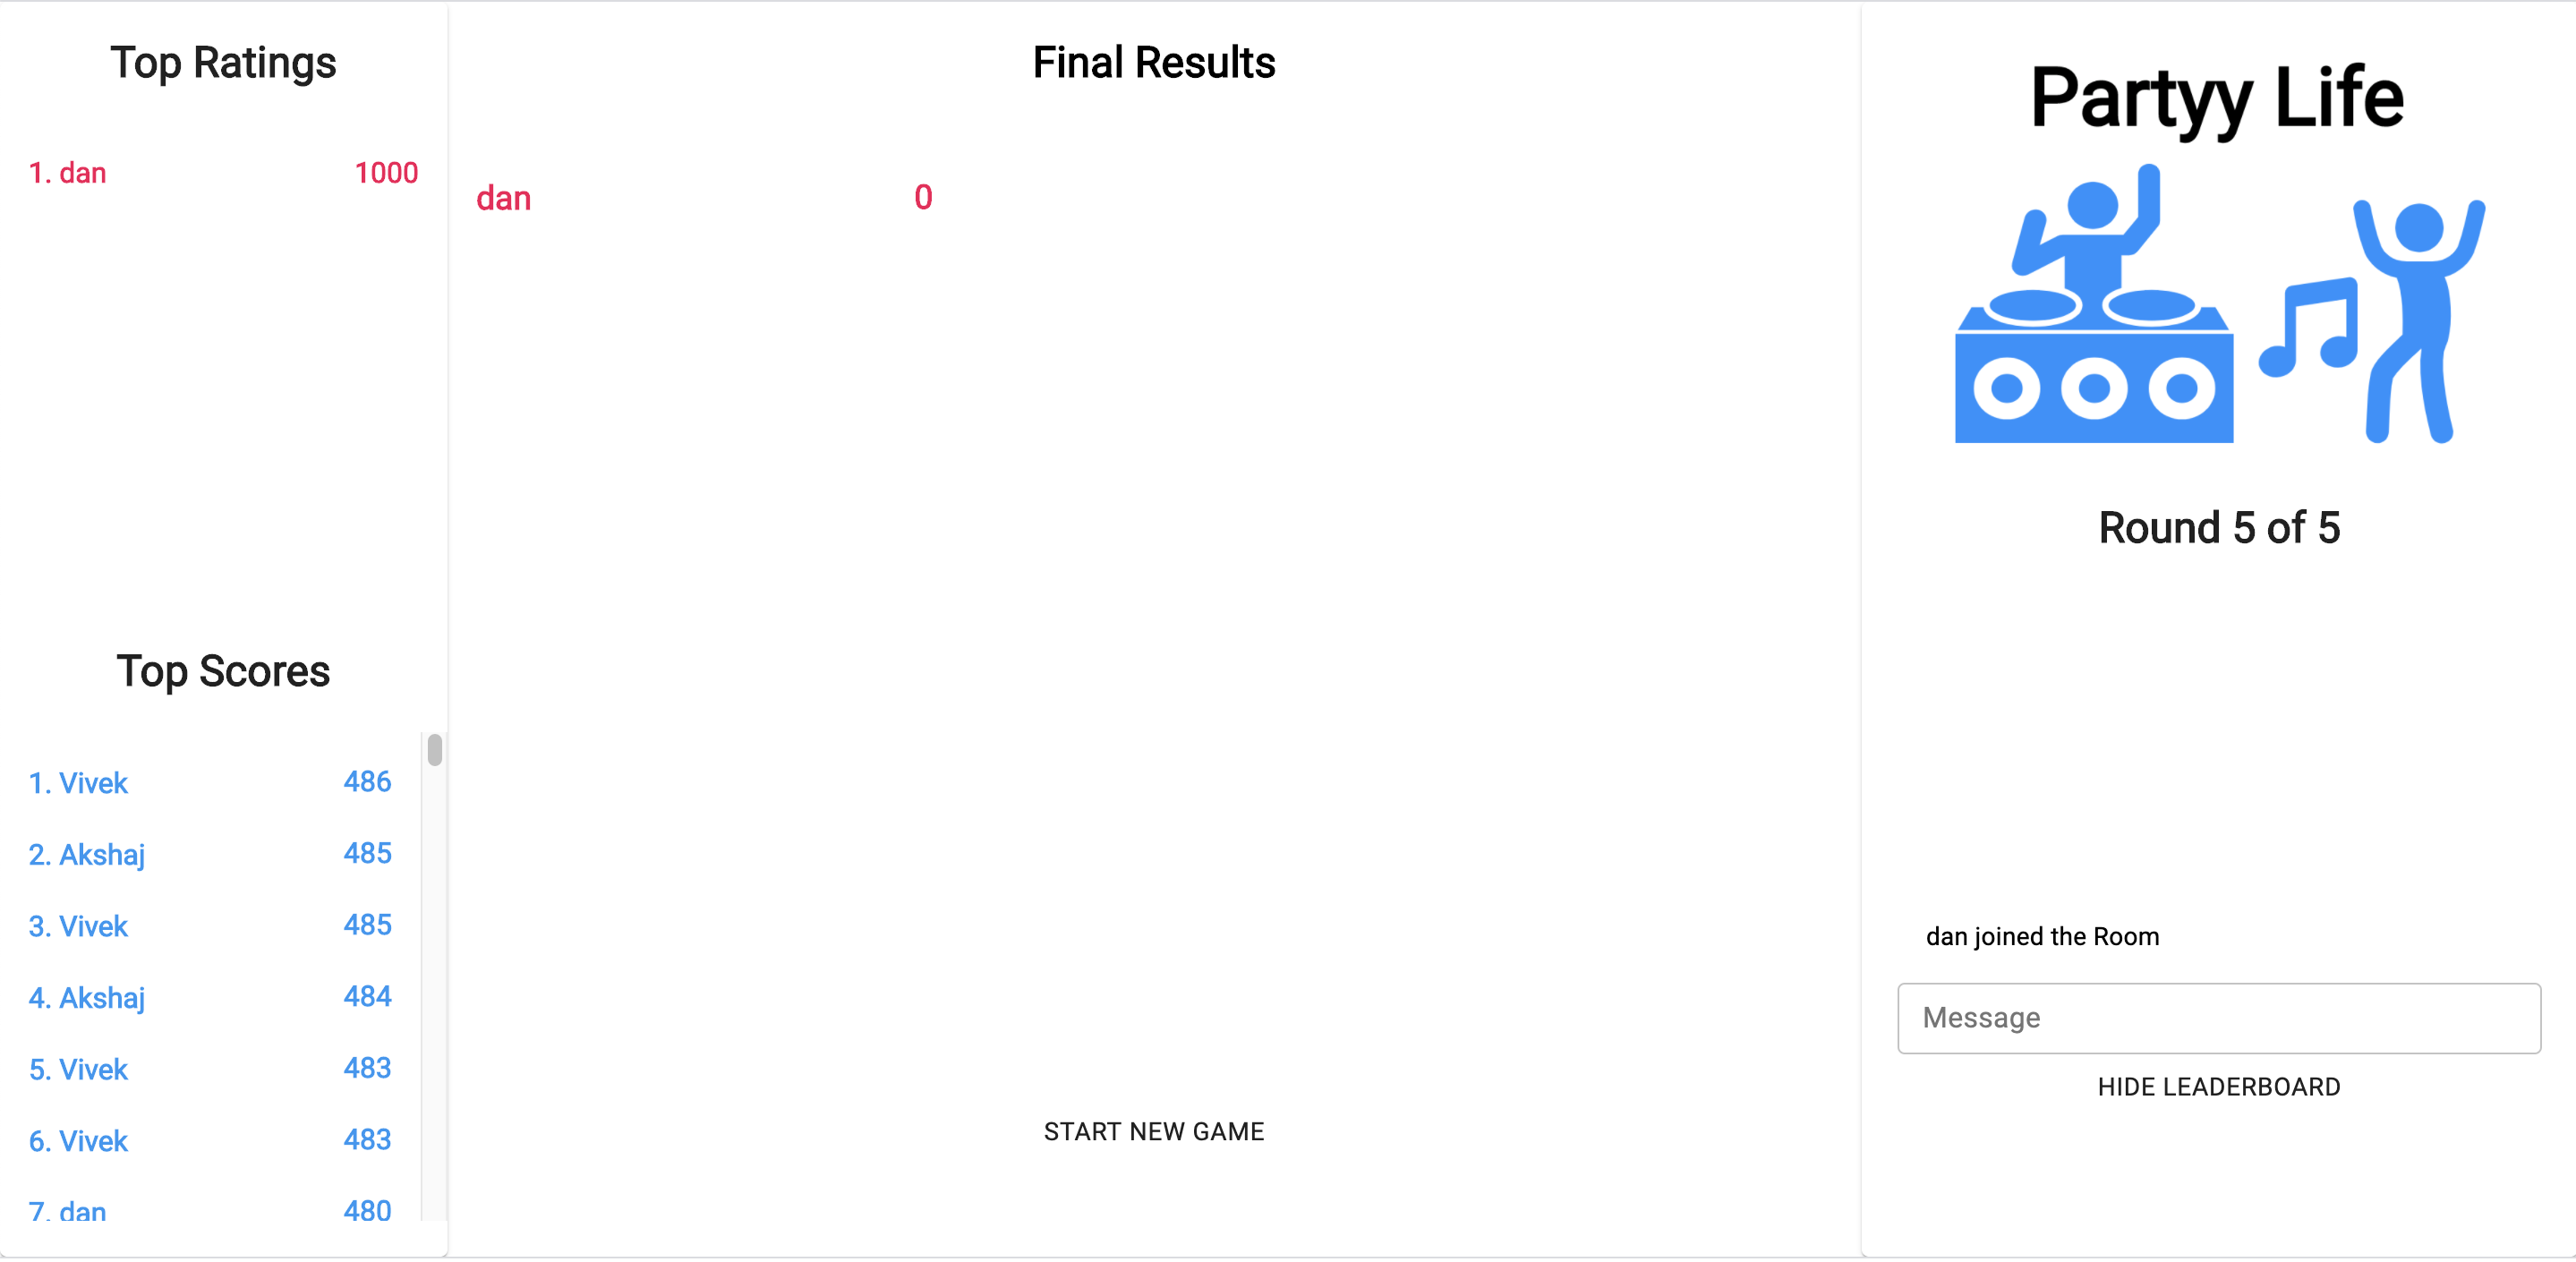 Top Ratings
1. dan 1000
Top Scores
1. Vivek 486
2. Akshaj 485
3. Vivek 485
4. Akshaj 484
5. Vivek 483
6. Vivek 483
7. dan 480
Final Results
dan 0
START NEW GAME
Partyy Life
Round 5 of 5
dan joined the Room
Message
HIDE LEADERBOARD